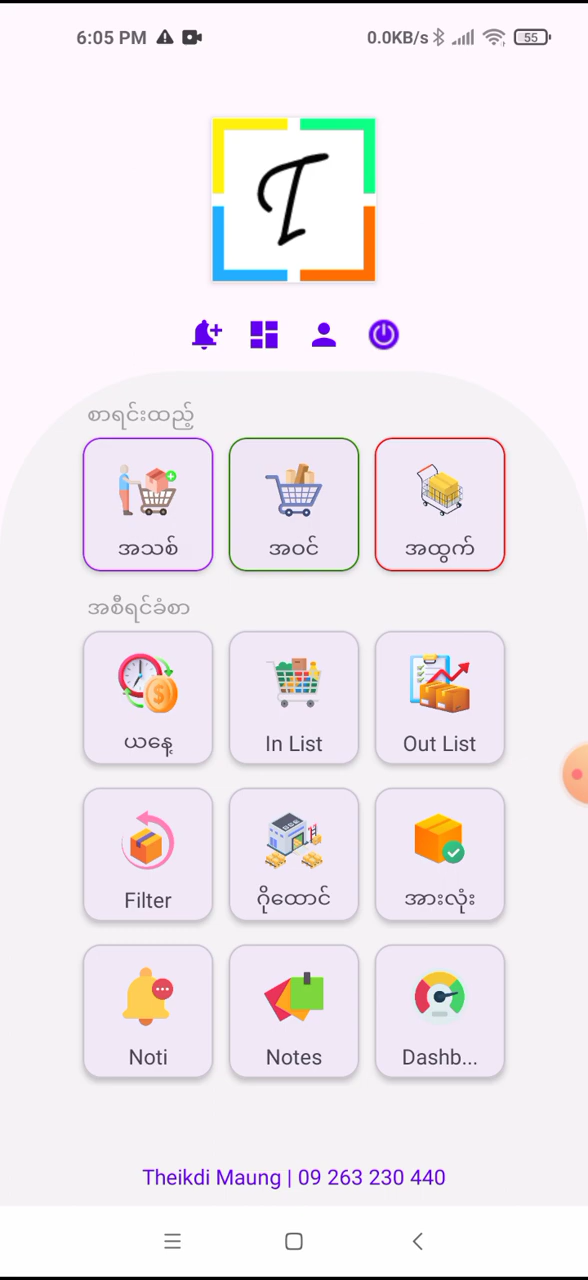 6:05 PM
0.0KB/s 55
I
စာရင်းထည့်
အသစ် အဝင် အထွက်
အစီရင်ခံစာ
ယနေ့ In List Out List
Filter ဂိုထောင် အားလုံး
Noti Notes Dashb...
Theikdi Maung | 09 263 230 440